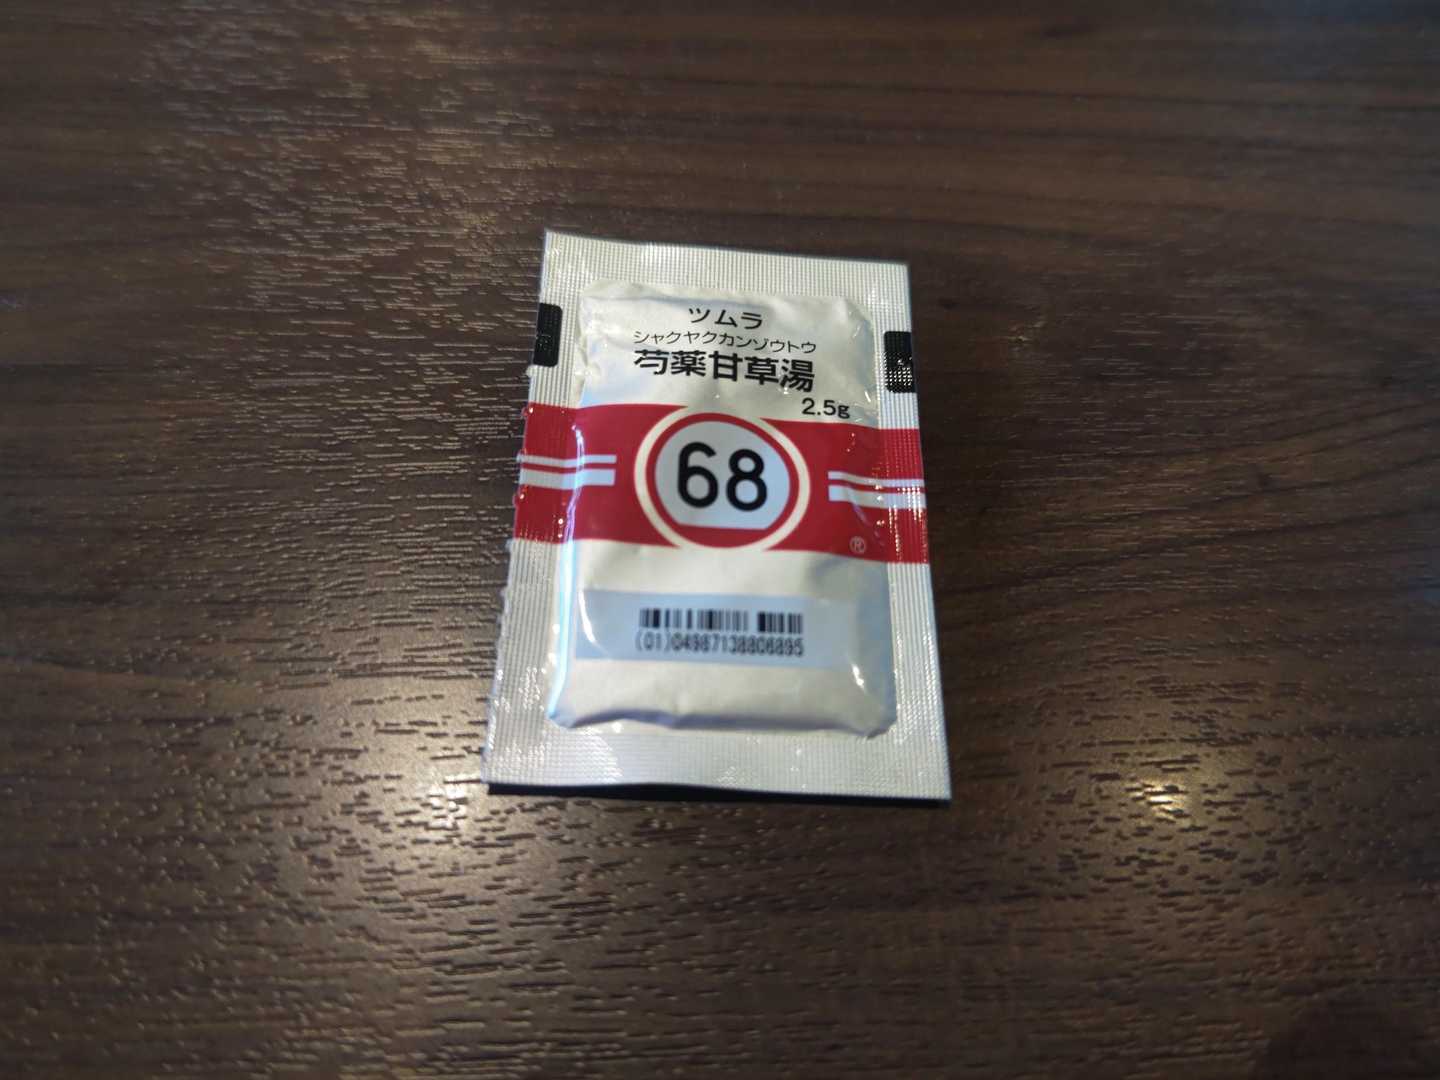 ツムラ
シャクヤクカンゾウトウ
芍薬甘草湯
2.5g
68
®
(01)04987138806895